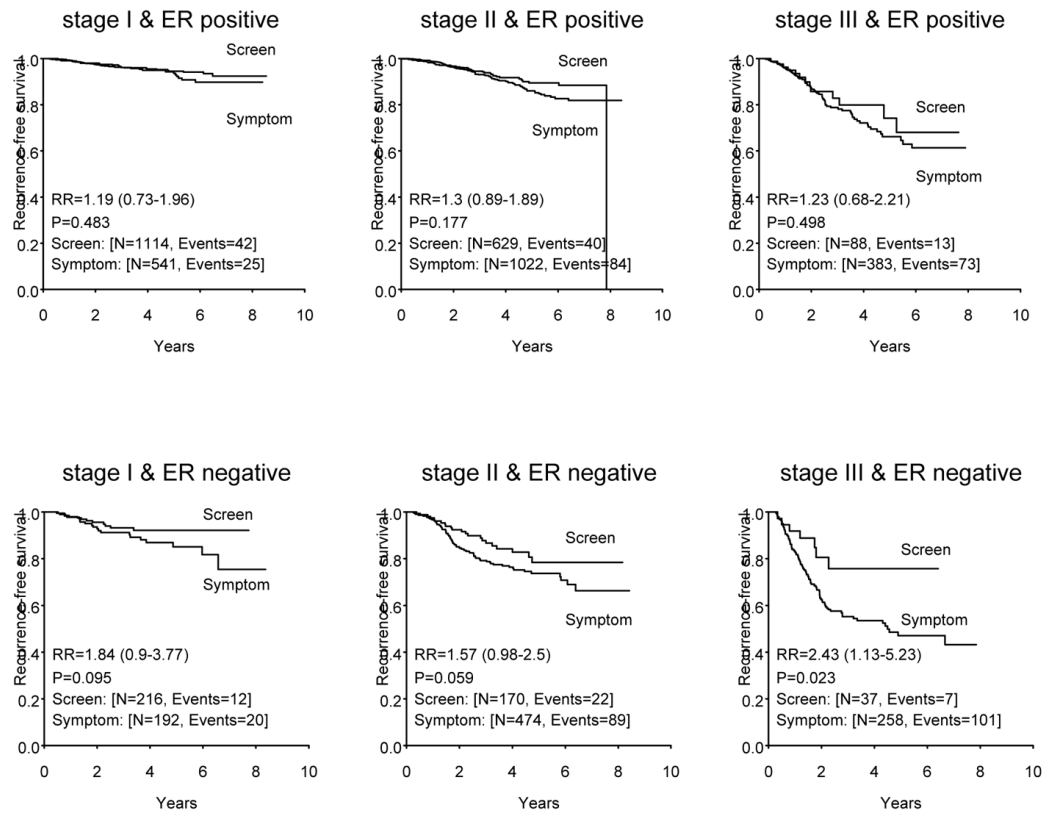 stage I & ER positive
Recurrence-free survival
1.0
0.8
0.6
0.4
0.2
0.0
Screen
Symptom
RR=1.19 (0.73-1.96)
P=0.483
Screen: [N=1114, Events=42]
Symptom: [N=541, Events=25]
0 2 4 6 8 10
Years
stage II & ER positive
Recurrence-free survival
1.0
0.8
0.6
0.4
0.2
0.0
Screen
Symptom
RR=1.3 (0.89-1.89)
P=0.177
Screen: [N=629, Events=40]
Symptom: [N=1022, Events=84]
0 2 4 6 8 10
Years
stage III & ER positive
Recurrence-free survival
1.0
0.8
0.6
0.4
0.2
0.0
Screen
Symptom
RR=1.23 (0.68-2.21)
P=0.498
Screen: [N=88, Events=13]
Symptom: [N=383, Events=73]
0 2 4 6 8 10
Years
stage I & ER negative
Recurrence-free survival
1.0
0.8
0.6
0.4
0.2
0.0
Screen
Symptom
RR=1.84 (0.9-3.77)
P=0.095
Screen: [N=216, Events=12]
Symptom: [N=192, Events=20]
0 2 4 6 8 10
Years
stage II & ER negative
Recurrence-free survival
1.0
0.8
0.6
0.4
0.2
0.0
Screen
Symptom
RR=1.57 (0.98-2.5)
P=0.059
Screen: [N=170, Events=22]
Symptom: [N=474, Events=89]
0 2 4 6 8 10
Years
stage III & ER negative
Recurrence-free survival
1.0
0.8
0.6
0.4
0.2
0.0
Screen
Symptom
RR=2.43 (1.13-5.23)
P=0.023
Screen: [N=37, Events=7]
Symptom: [N=258, Events=101]
0 2 4 6 8 10
Years